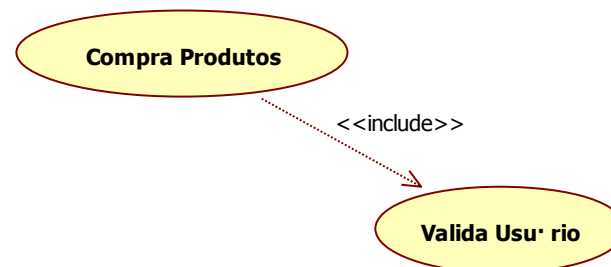 Compra Produtos
<<include>>
Valida Usu· rio